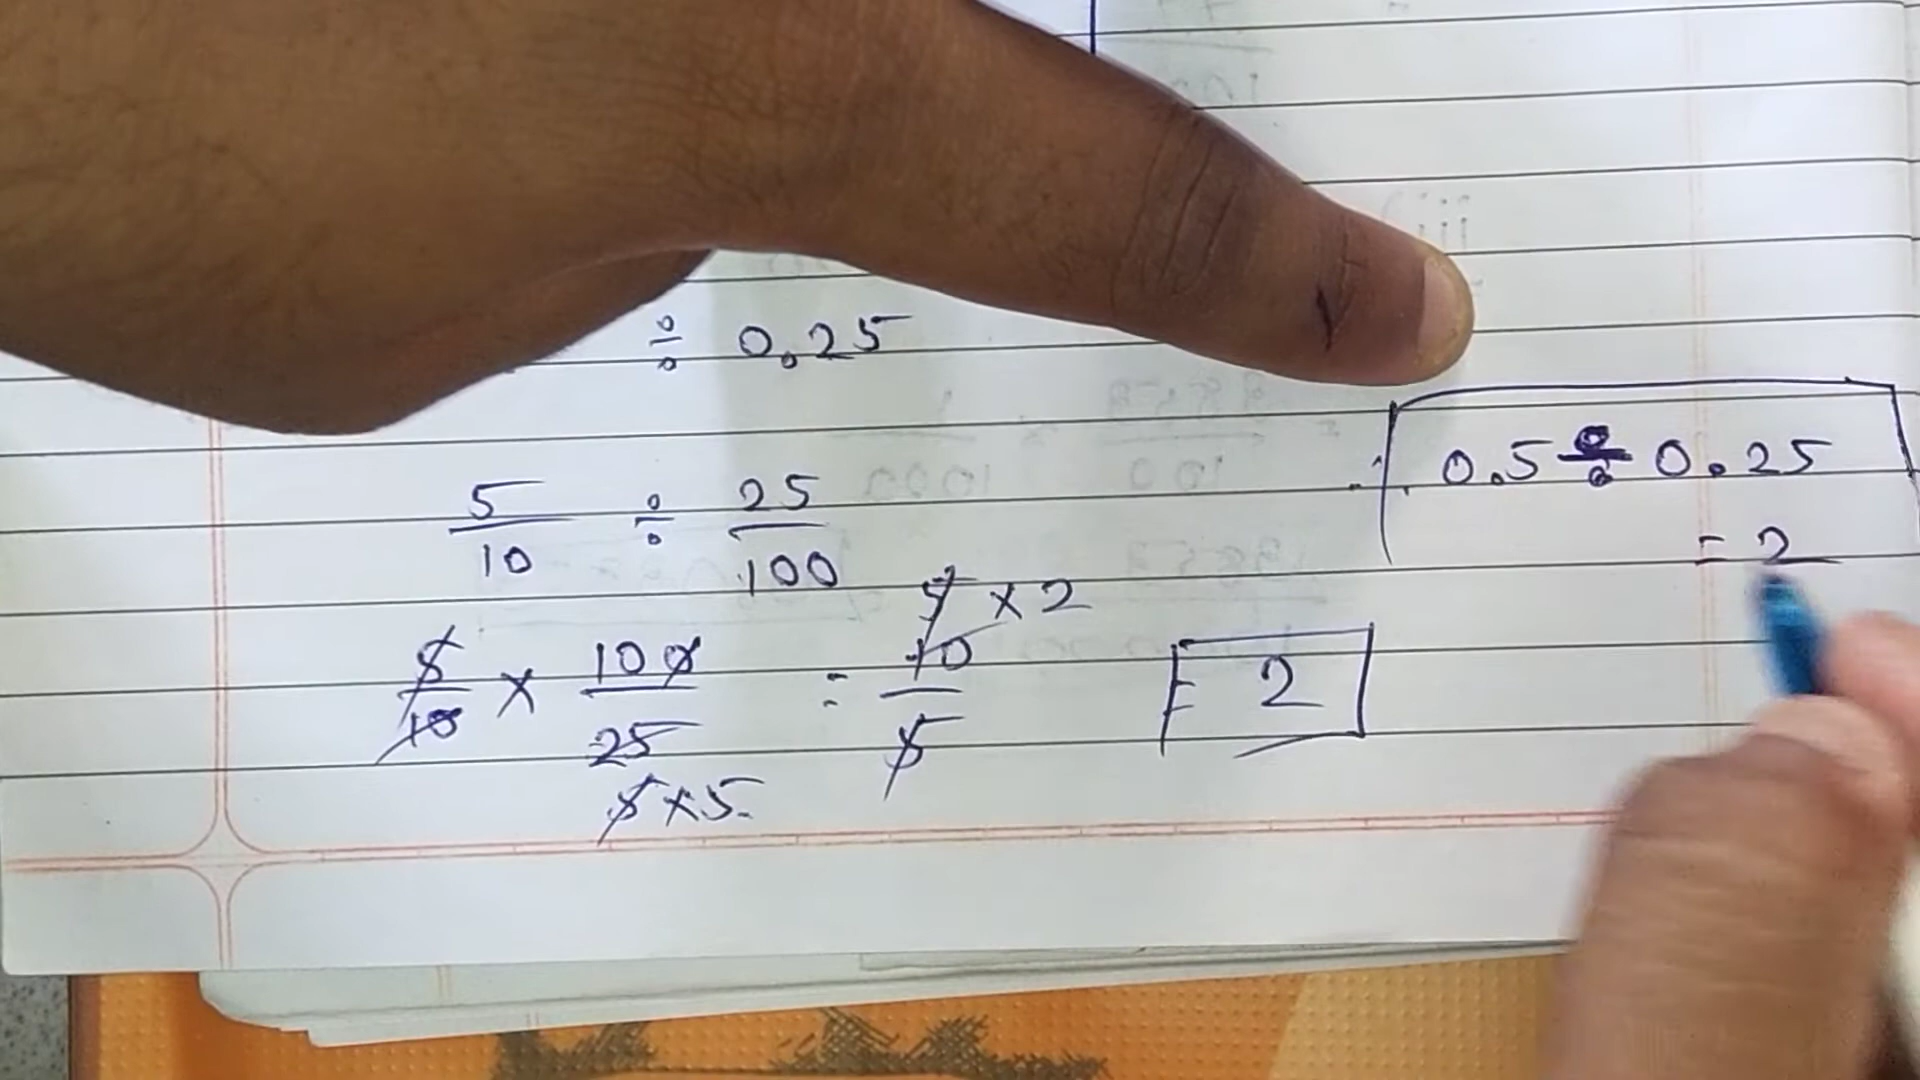 ÷ 0.25
∴ 0.5 ÷ 0.25
= 2
5/10 ÷ 25/100
5/10 × 100/25 = 10/5 = 2
5 × 2
5 × 5